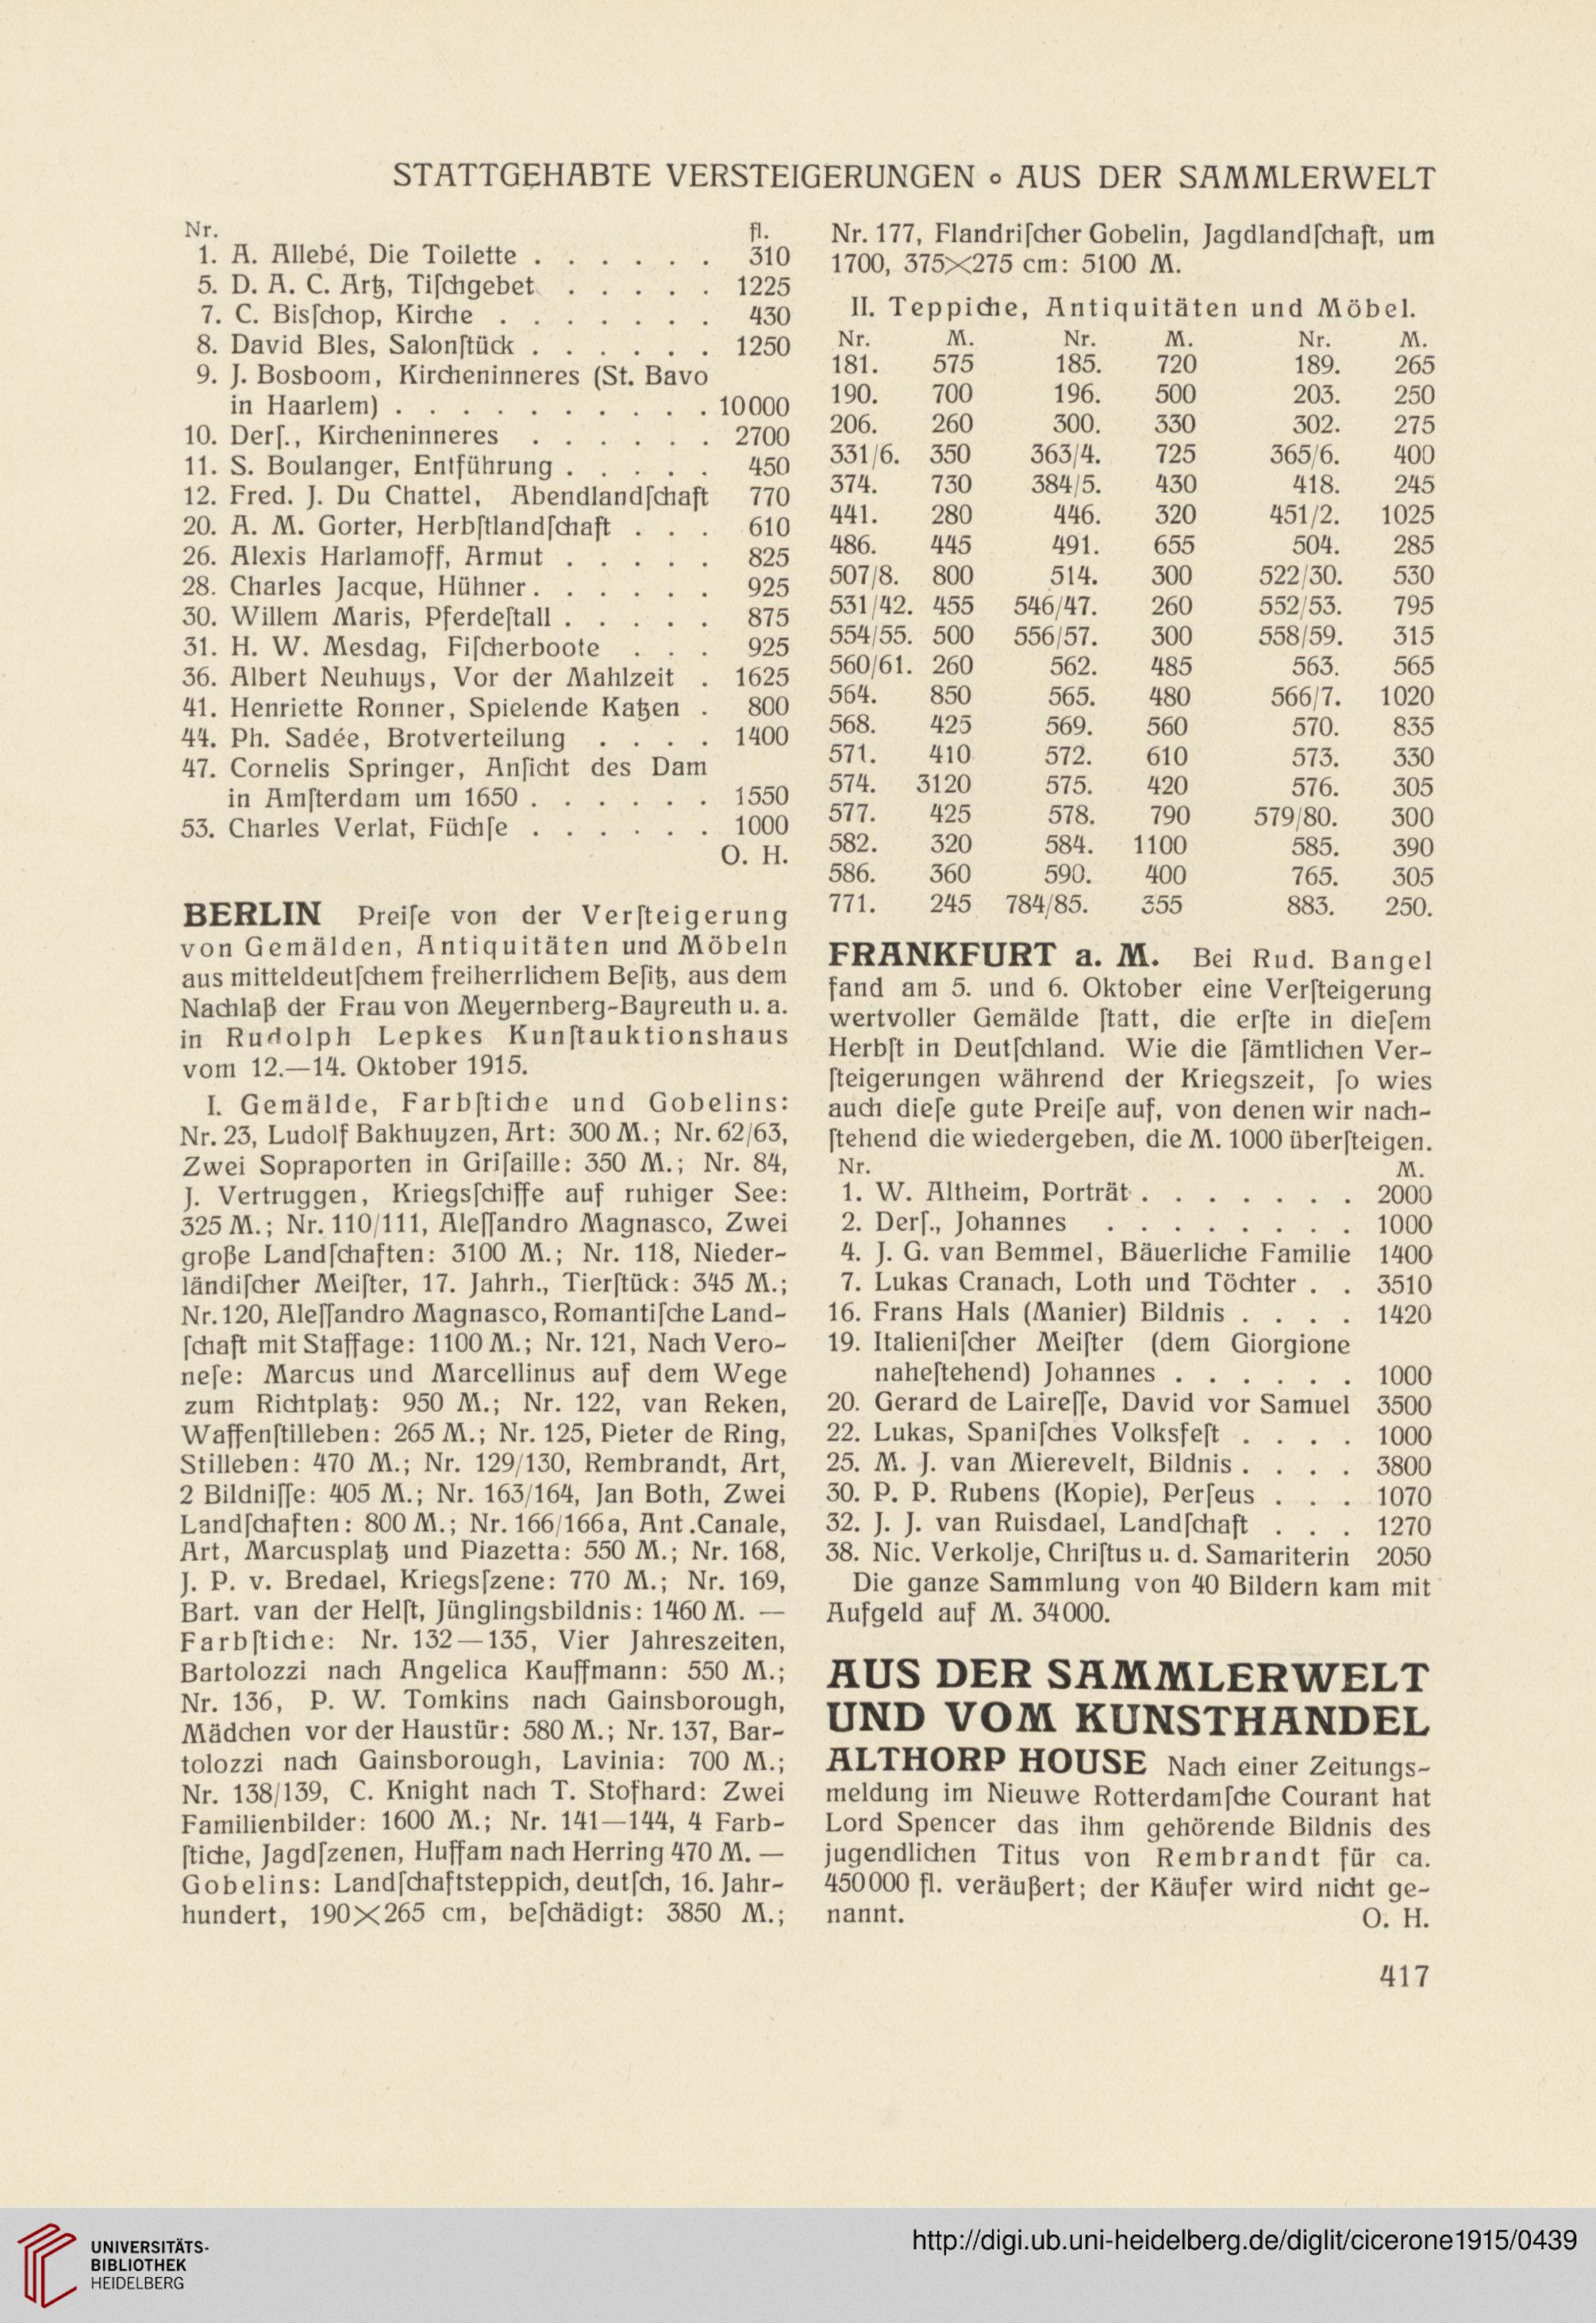 STATTGEHABTE VERSTEIGERUNGEN ∘ AUS DER SAMMLERWELT
Nr. fl.
1. A. Allebé, Die Toilette . . . . . . 310
5. D. A. C. Artz, Tiſchgebet . . . . . 1225
7. C. Bisſchop, Kirche . . . . . . . 430
8. David Bles, Salonſtück . . . . . . 1250
9. J. Bosboom, Kircheninneres (St. Bavo
in Haarlem) . . . . . . . . . . 10000
10. Derſ., Kircheninneres . . . . . . 2700
11. S. Boulanger, Entführung . . . . . 450
12. Fred. J. Du Chattel, Abendlandſchaft 770
20. A. M. Gorter, Herbſtlandſchaft . . . 610
26. Alexis Harlamoff, Armut . . . . . 825
28. Charles Jacque, Hühner . . . . . . 925
30. Willem Maris, Pferdeſtall . . . . . 875
31. H. W. Mesdag, Fiſcherboote . . . 925
36. Albert Neuhuys, Vor der Mahlzeit . 1625
41. Henriette Ronner, Spielende Katzen . 800
44. Ph. Sadée, Brotverteilung . . . . 1400
47. Cornelis Springer, Anſicht des Dam
in Amſterdam um 1650 . . . . . . 1550
53. Charles Verlat, Füchſe . . . . . . 1000
O. H.
BERLIN Preiſe von der Verſteigerung
von Gemälden, Antiquitäten und Möbeln
aus mitteldeutſchem freiherrlichem Beſitz, aus dem
Nachlaß der Frau von Meyernberg-Bayreuth u. a.
in Rudolph Lepkes Kunſtauktionshaus
vom 12.—14. Oktober 1915.
I. Gemälde, Farbſtiche und Gobelins:
Nr. 23, Ludolf Bakhuyzen, Art: 300 M.; Nr. 62/63,
Zwei Sopraporten in Griſaille: 350 M.; Nr. 84,
J. Vertruggen, Kriegsſchiffe auf ruhiger See:
325 M.; Nr. 110/111, Aleſſandro Magnasco, Zwei
große Landſchaften: 3100 M.; Nr. 118, Nieder-
ländiſcher Meiſter, 17. Jahrh., Tierſtück: 345 M.;
Nr. 120, Aleſſandro Magnasco, Romantiſche Land-
ſchaft mit Staffage: 1100 M.; Nr. 121, Nach Vero-
neſe: Marcus und Marcellinus auf dem Wege
zum Richtplatz: 950 M.; Nr. 122, van Reken,
Waffenſtilleben: 265 M.; Nr. 125, Pieter de Ring,
Stilleben: 470 M.; Nr. 129/130, Rembrandt, Art,
2 Bildniſſe: 405 M.; Nr. 163/164, Jan Both, Zwei
Landſchaften: 800 M.; Nr. 166/166a, Ant.Canale,
Art, Marcusplatz und Piazetta: 550 M.; Nr. 168,
J. P. v. Bredael, Kriegsſzene: 770 M.; Nr. 169,
Bart. van der Helſt, Jünglingsbildnis: 1460 M. —
Farbſtiche: Nr. 132—135, Vier Jahreszeiten,
Bartolozzi nach Angelica Kauffmann: 550 M.;
Nr. 136, P. W. Tomkins nach Gainsborough,
Mädchen vor der Haustür: 580 M.; Nr. 137, Bar-
tolozzi nach Gainsborough, Lavinia: 700 M.;
Nr. 138/139, C. Knight nach T. Stofhard: Zwei
Familienbilder: 1600 M.; Nr. 141—144, 4 Farb-
ſtiche, Jagdſzenen, Huffam nach Herring 470 M. —
Gobelins: Landſchaftsteppich, deutſch, 16. Jahr-
hundert, 190×265 cm, beſchädigt: 3850 M.;
Nr. 177, Flandriſcher Gobelin, Jagdlandſchaft, um
1700, 375×275 cm: 5100 M.
II. Teppiche, Antiquitäten und Möbel.
Nr. M. Nr. M. Nr. M.
181. 575 185. 720 189. 265
190. 700 196. 500 203. 250
206. 260 300. 330 302. 275
331/6. 350 363/4. 725 365/6. 400
374. 730 384/5. 430 418. 245
441. 280 446. 320 451/2. 1025
486. 445 491. 655 504. 285
507/8. 800 514. 300 522/30. 530
531/42. 455 546/47. 260 552/53. 795
554/55. 500 556/57. 300 558/59. 315
560/61. 260 562. 485 563. 565
564. 850 565. 480 566/7. 1020
568. 425 569. 560 570. 835
571. 410 572. 610 573. 330
574. 3120 575. 420 576. 305
577. 425 578. 790 579/80. 300
582. 320 584. 1100 585. 390
586. 360 590. 400 765. 305
771. 245 784/85. 355 883. 250.
FRANKFURT a. M. Bei Rud. Bangel
fand am 5. und 6. Oktober eine Verſteigerung
wertvoller Gemälde ſtatt, die erſte in dieſem
Herbſt in Deutſchland. Wie die ſämtlichen Ver-
ſteigerungen während der Kriegszeit, ſo wies
auch dieſe gute Preiſe auf, von denen wir nach-
ſtehend die wiedergeben, die M. 1000 überſteigen.
Nr. M.
1. W. Altheim, Porträt . . . . . . . 2000
2. Derſ., Johannes . . . . . . . . 1000
4. J. G. van Bemmel, Bäuerliche Familie 1400
7. Lukas Cranach, Loth und Töchter . . 3510
16. Frans Hals (Manier) Bildnis . . . . 1420
19. Italieniſcher Meiſter (dem Giorgione
naheſtehend) Johannes . . . . . . 1000
20. Gerard de Laireſſe, David vor Samuel 3500
22. Lukas, Spaniſches Volksfeſt . . . . 1000
25. M. J. van Mierevelt, Bildnis . . . . 3800
30. P. P. Rubens (Kopie), Perſeus . . . 1070
32. J. J. van Ruisdael, Landſchaft . . . 1270
38. Nic. Verkolje, Chriſtus u. d. Samariterin 2050
Die ganze Sammlung von 40 Bildern kam mit
Aufgeld auf M. 34000.
AUS DER SAMMLERWELT
UND VOM KUNSTHANDEL
ALTHORP HOUSE Nach einer Zeitungs-
meldung im Nieuwe Rotterdamſche Courant hat
Lord Spencer das ihm gehörende Bildnis des
jugendlichen Titus von Rembrandt für ca.
450000 fl. veräußert; der Käufer wird nicht ge-
nannt. O. H.
417
UNIVERSITÄTS-
BIBLIOTHEK
HEIDELBERG
http://digi.ub.uni-heidelberg.de/diglit/cicerone1915/0439